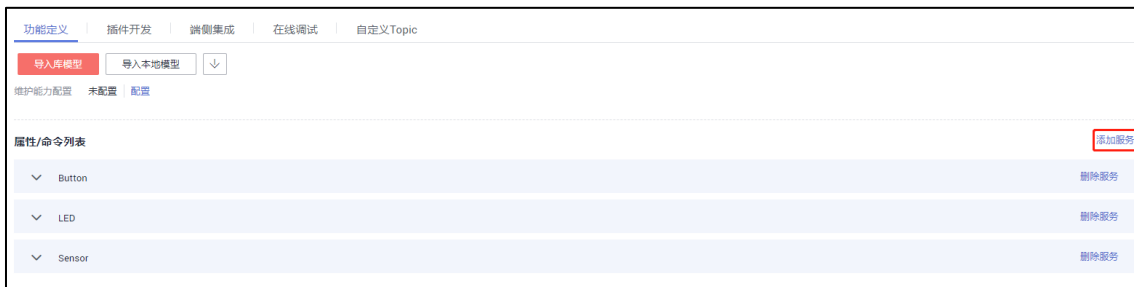 功能定义 插件开发 端侧集成 在线调试 自定义Topic
导入库模型 导入本地模型
维护能力配置 未配置 配置
属性/命令列表 添加服务
Button 删除服务
LED 删除服务
Sensor 删除服务